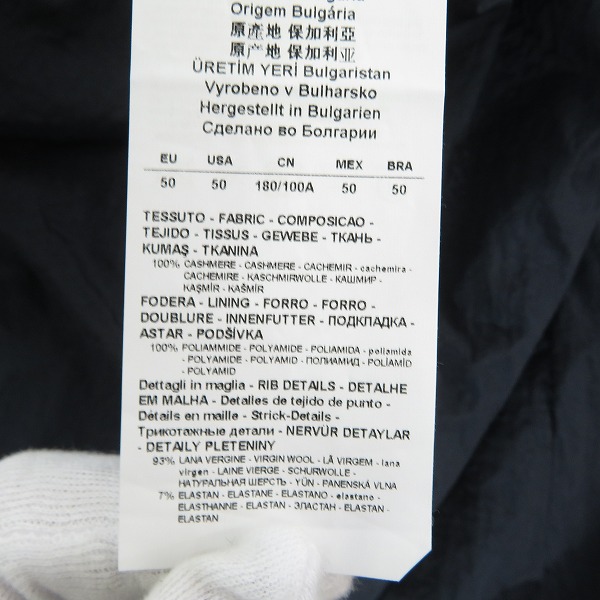 Origem Bulgária
原產地 保加利亞
原产地 保加利亚
ÜRETİM YERİ Bulgaristan
Vyrobeno v Bulharsko
Hergestellt in Bulgarien
Сделано во Болгарии
EU USA CN MEX BRA
50 50 180/100A 50 50
TESSUTO - FABRIC - COMPOSICAO -
TEJIDO - TISSUS - GEWEBE - ТКАНЬ -
KUMAŞ - TKANINA
100% CASHMERE - CASHMERE - CACHEMIR - cachemira -
CACHEMIRE - KASCHMIRWOLLE - КАШМИР -
KAŞMİR - KAŠMÍR
FODERA - LINING - FORRO - FORRO -
DOUBLURE - INNENFUTTER - ПОДКЛАДКА -
ASTAR - PODŠÍVKA
100% POLIAMMIDE - POLYAMIDE - POLIAMIDA - poliamida
- POLYAMIDE - POLYAMID - ПОЛИАМИД - POLİAMİD
- POLYAMID
Dettagli in maglia - RIB DETAILS - DETALHE
EM MALHA - Detalles de tejido de punto -
Détails en maille - Strick-Details -
Трикотажные детали - NERVÜR DETAYLAR
- DETAILY PLETENINY
93% LANA VERGINE - VIRGIN WOOL - LÃ VIRGEM - lana
virgen - LAINE VIERGE - SCHURWOLLE -
НАТУРАЛЬНАЯ ШЕРСТЬ - YÜN - PANENSKÁ VLNA
7% ELASTAN - ELASTANE - ELASTANO - elastano -
ELASTHANNE - ELASTAN - ЭЛАСТАН - ELASTAN -
ELASTAN